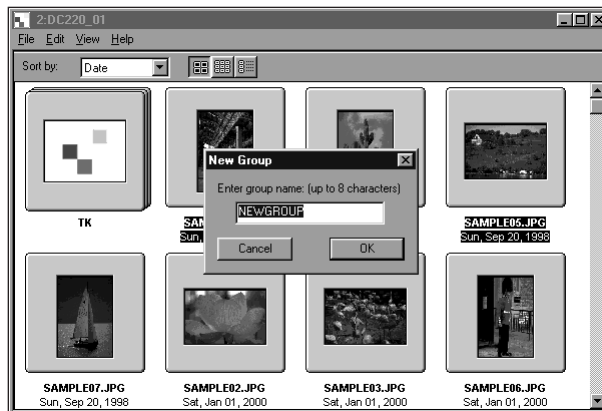 2:DC220_01
File Edit View Help
Sort by: Date
New Group
Enter group name: (up to 8 characters)
NEWGROUP
Cancel OK
TK SAM SAMPLE05.JPG
Sun, Sun, Sep 20, 1998
SAMPLE07.JPG SAMPLE02.JPG SAMPLE03.JPG SAMPLE06.JPG
Sun, Sep 20, 1998 Sat, Jan 01, 2000 Sat, Jan 01, 2000 Sat, Jan 01, 2000